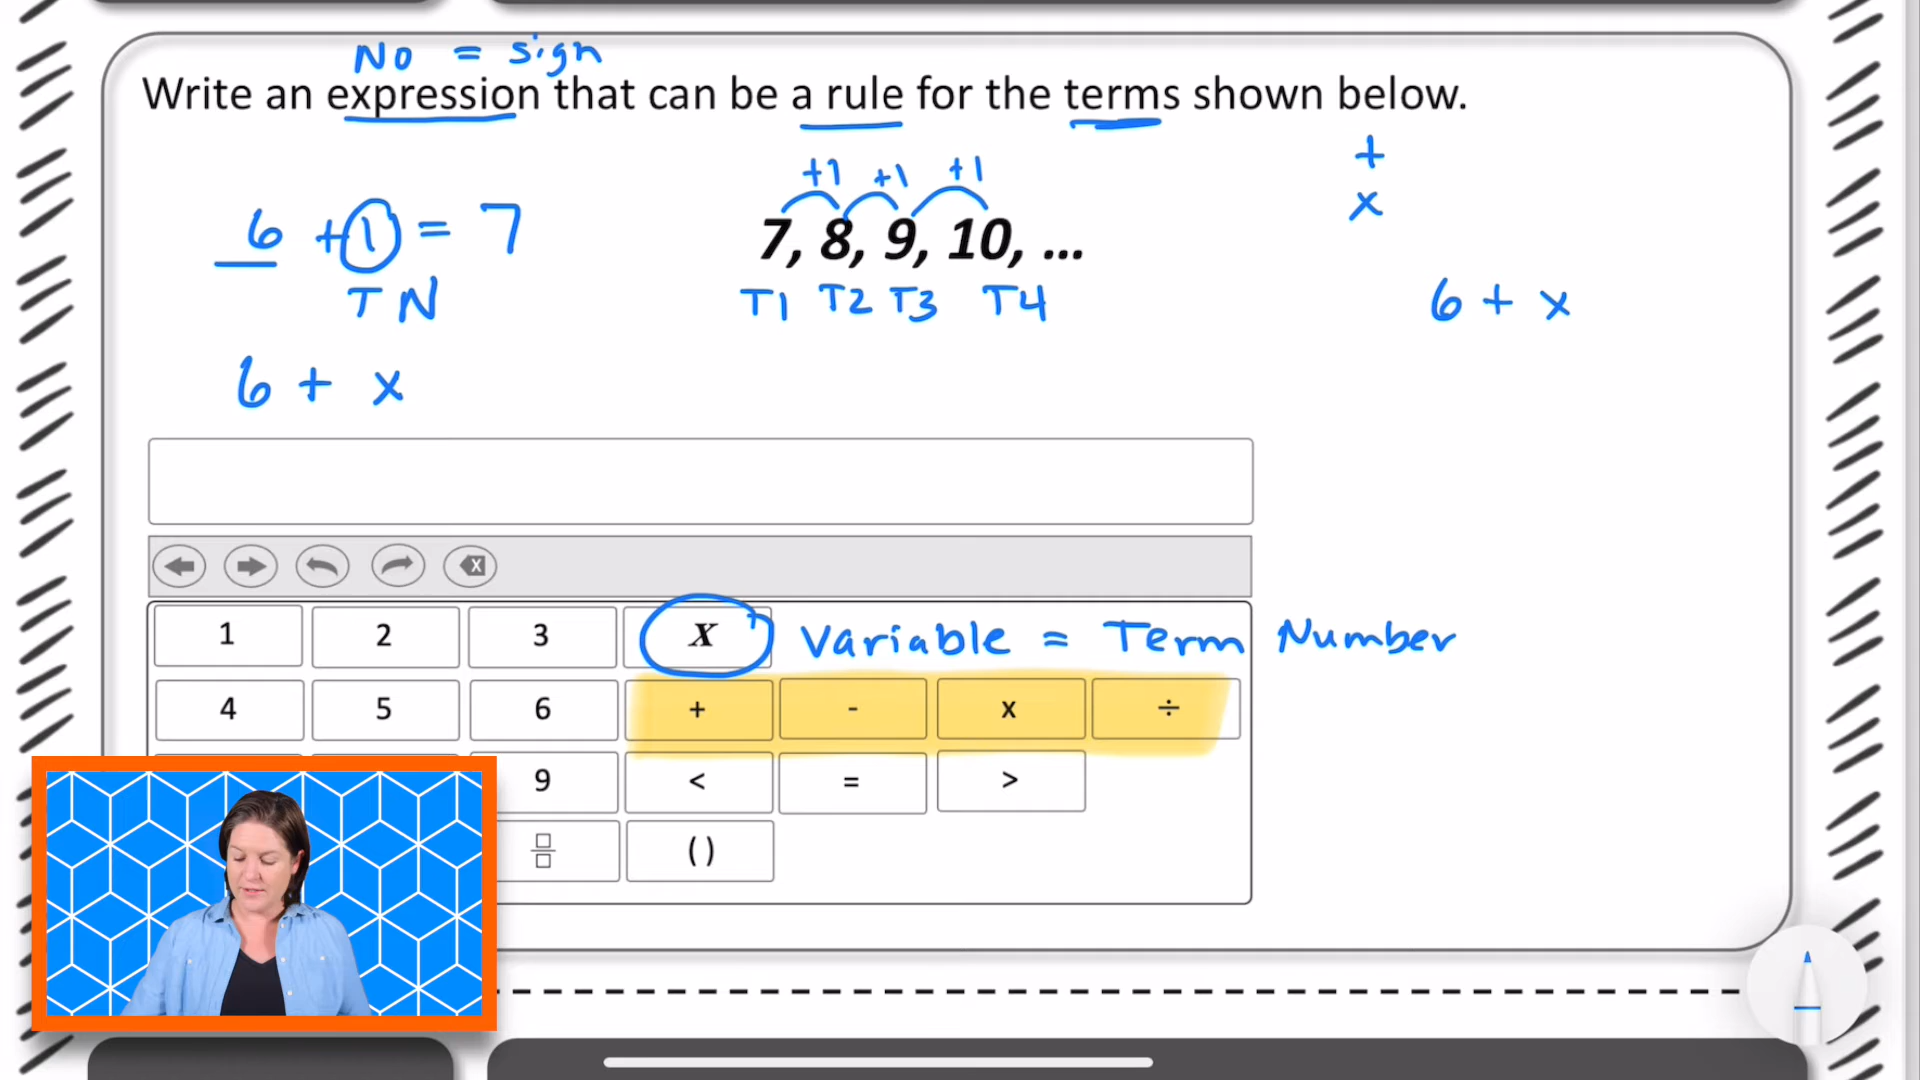 No = sign
Write an expression that can be a rule for the terms shown below.
+
x
+1 +1 +1
6 + 1 = 7
7, 8, 9, 10, ...
T N
T1 T2 T3 T4
6 + x
6 + x
1 2 3 X Variable = Term Number
4 5 6 + - x ÷
9 < = >
( )